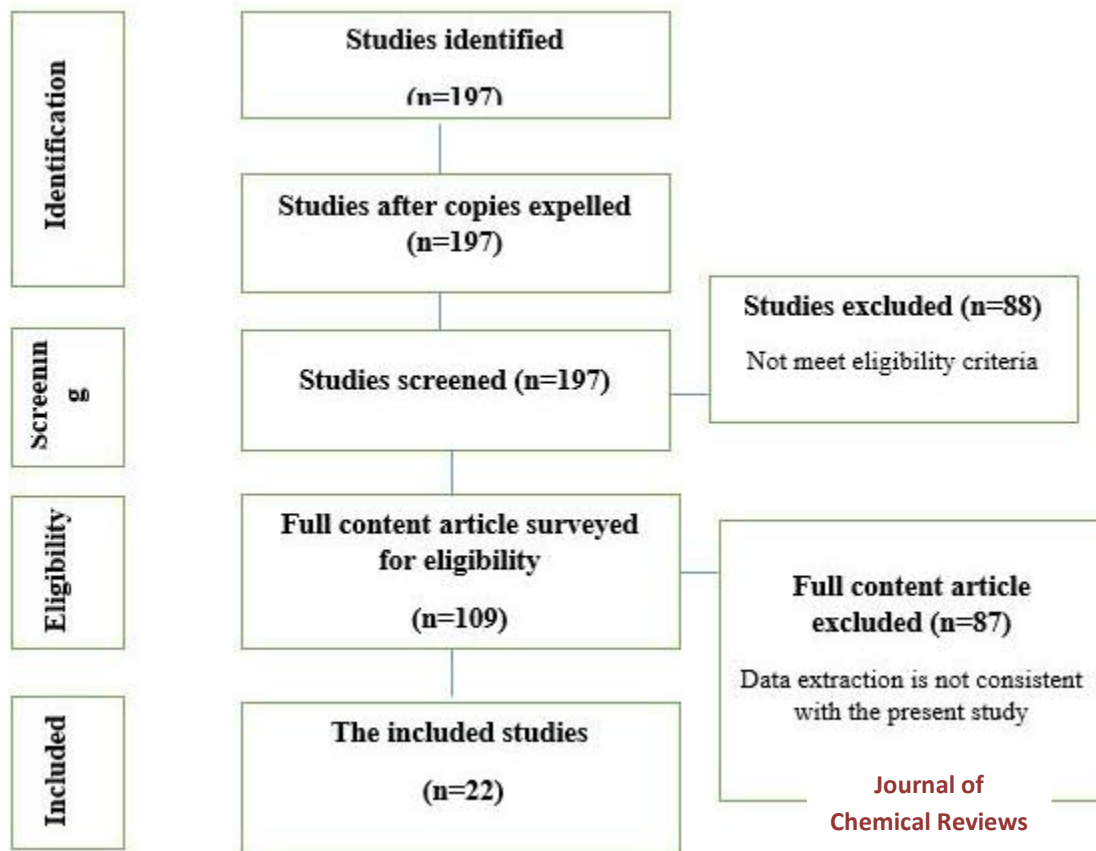 Identification
Studies identified
(n=197)
Studies after copies expelled
(n=197)
Screenin
g
Studies screened (n=197)
Studies excluded (n=88)
Not meet eligibility criteria
Eligibility
Full content article surveyed
for eligibility
(n=109)
Full content article
excluded (n=87)
Data extraction is not consistent
with the present study
Included
The included studies
(n=22)
Journal of
Chemical Reviews